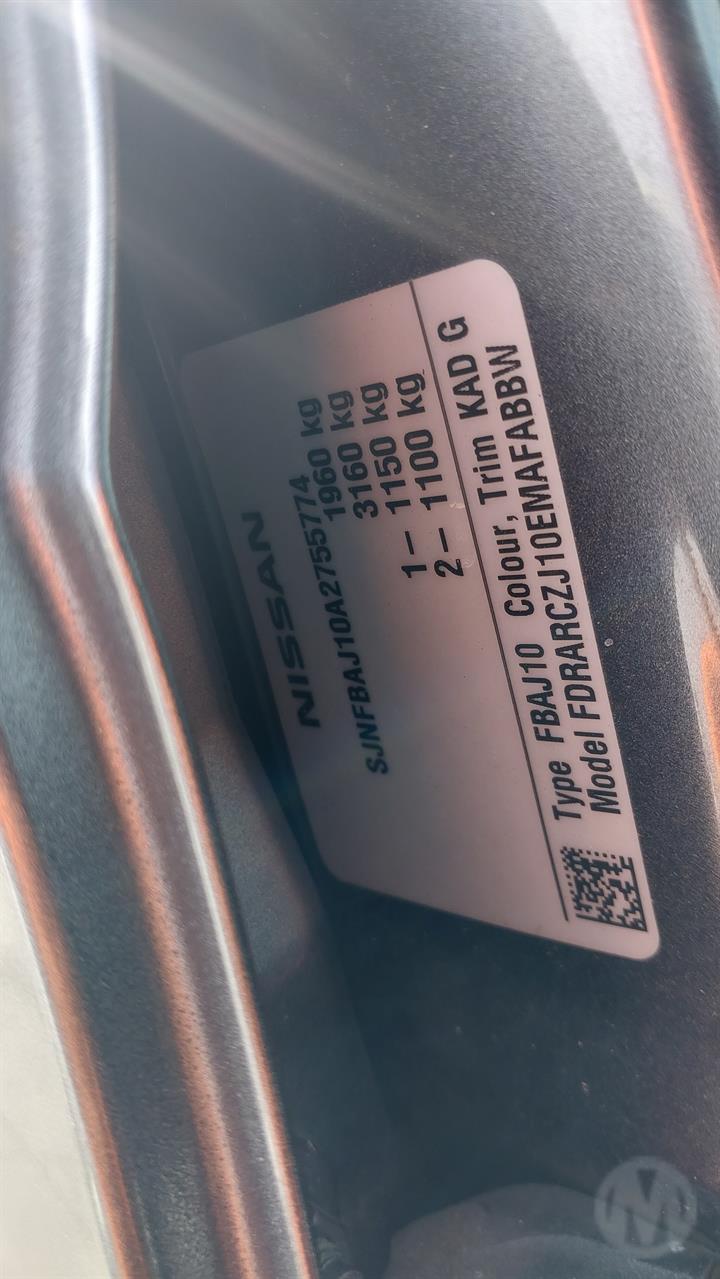 NISSAN
SJNFBAJ10A2755774
1960 kg
3160 kg
1– 1150 kg
2– 1100 kg
Type FBAJ10 Colour, Trim KAD G
Model FDRARCZJ10EMAFABBW
M